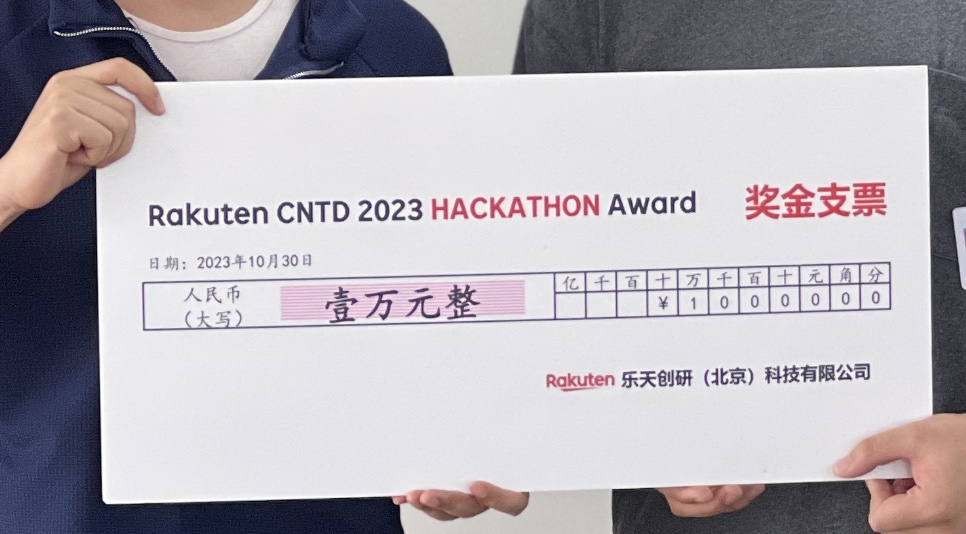 Rakuten CNTD 2023 HACKATHON Award 奖金支票
日期：2023年10月30日
人民币
（大写）
壹万元整
亿 千 百 十 万 千 百 十 元 角 分
¥ 1 0 0 0 0 0 0
Rakuten 乐天创研（北京）科技有限公司